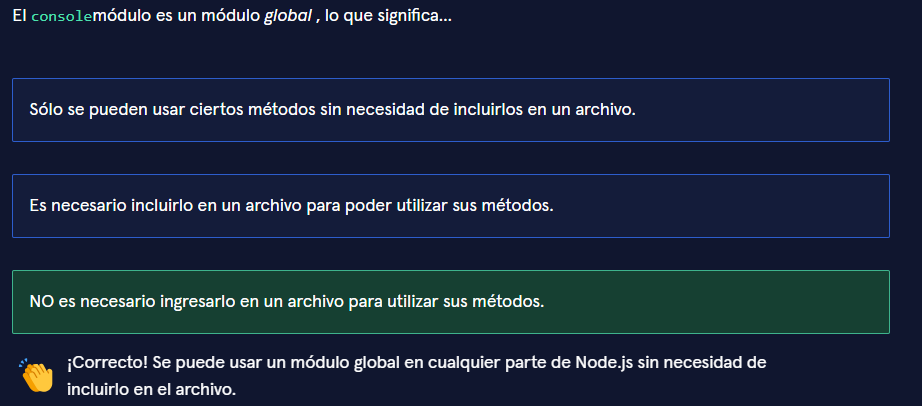 El consolemódulo es un módulo global , lo que significa...
Sólo se pueden usar ciertos métodos sin necesidad de incluirlos en un archivo.
Es necesario incluirlo en un archivo para poder utilizar sus métodos.
NO es necesario ingresarlo en un archivo para utilizar sus métodos.
¡Correcto! Se puede usar un módulo global en cualquier parte de Node.js sin necesidad de
incluirlo en el archivo.